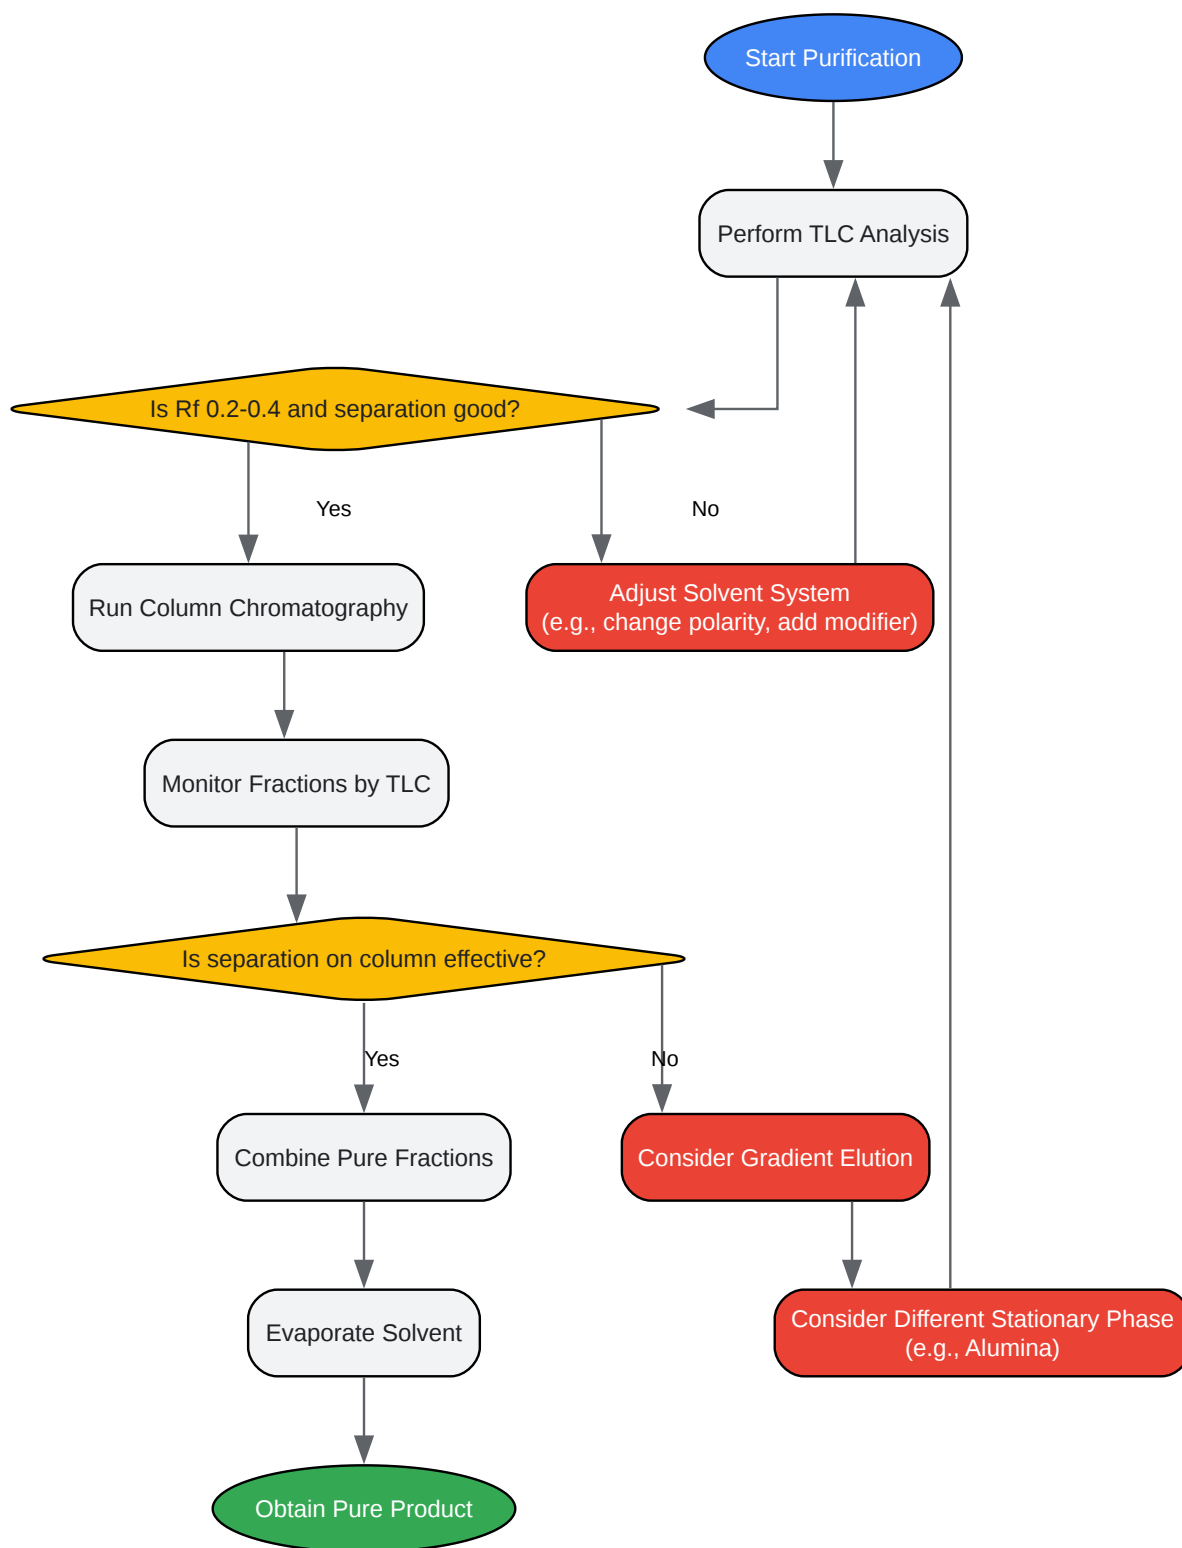 Start Purification
Perform TLC Analysis
Is Rf 0.2-0.4 and separation good?
Yes
No
Run Column Chromatography
Adjust Solvent System
(e.g., change polarity, add modifier)
Monitor Fractions by TLC
Is separation on column effective?
Yes
No
Combine Pure Fractions
Consider Gradient Elution
Evaporate Solvent
Consider Different Stationary Phase
(e.g., Alumina)
Obtain Pure Product